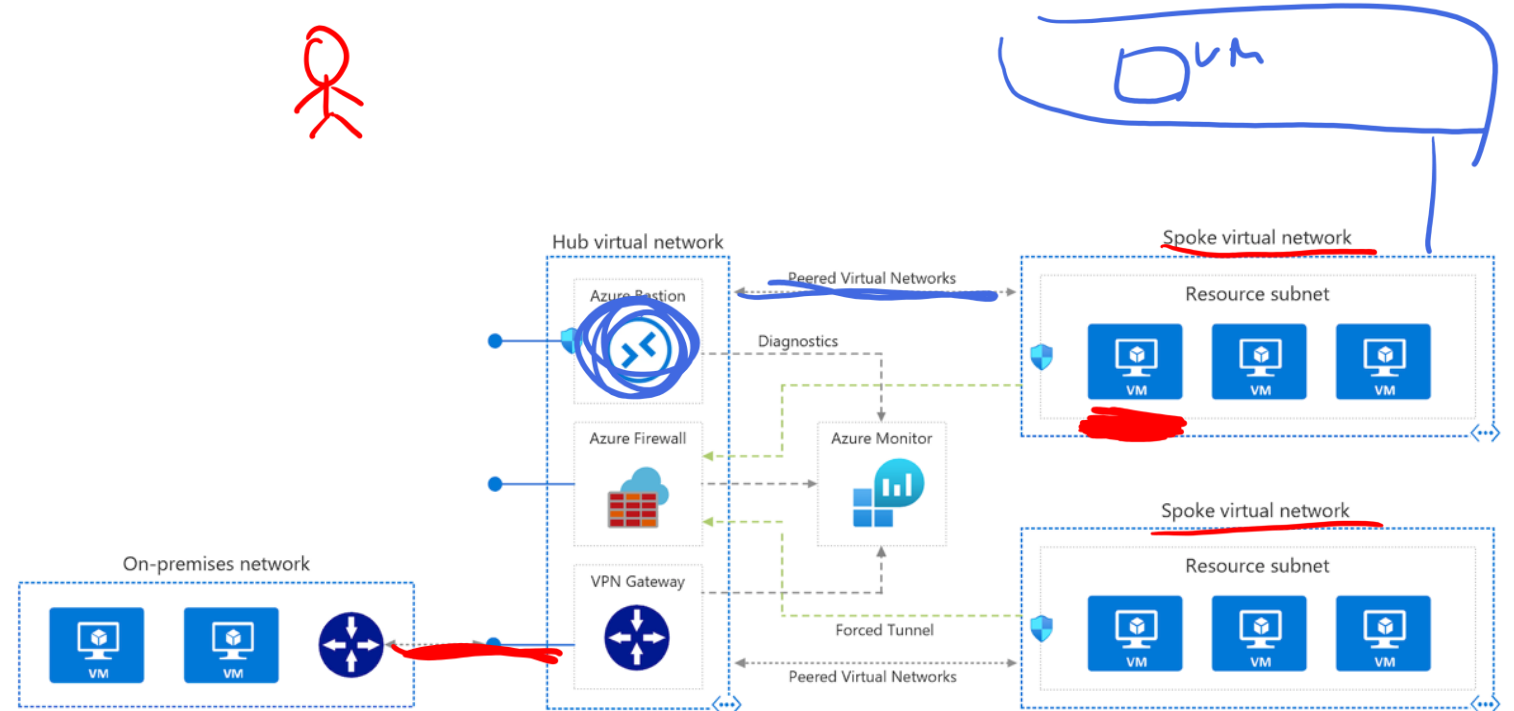 VM
Hub virtual network
Spoke virtual network
Peered Virtual Networks
Azure Bastion
Resource subnet
Diagnostics
VM
VM
VM
Azure Firewall
Azure Monitor
Spoke virtual network
On-premises network
Resource subnet
VPN Gateway
Forced Tunnel
VM
VM
VM
VM
VM
Peered Virtual Networks